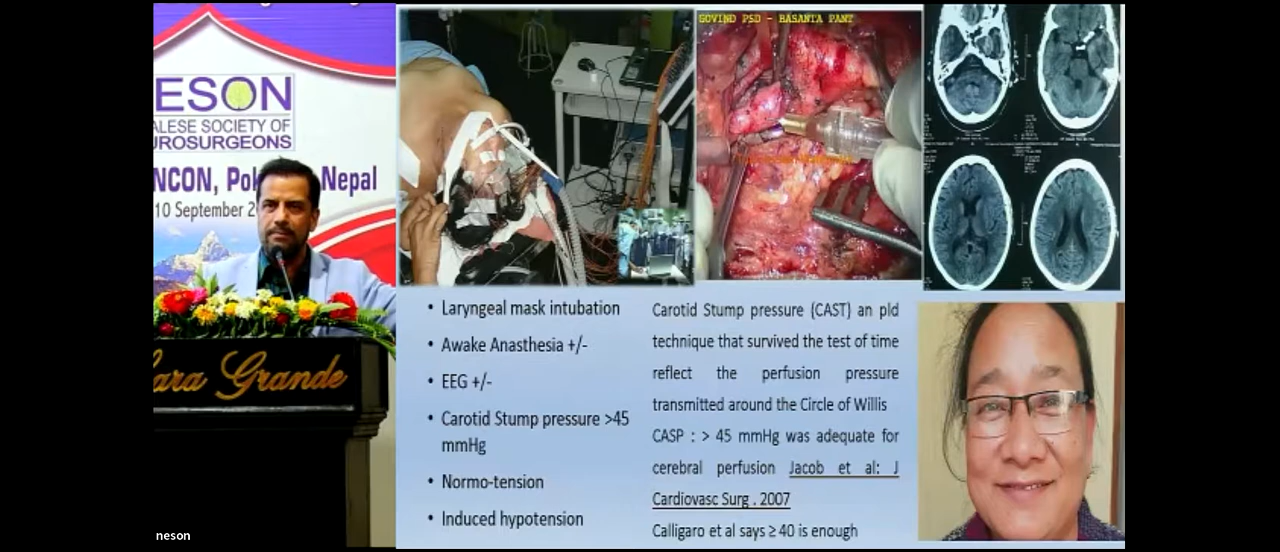 ESON
ALESE SOCIETY OF
UROSURGEONS
NCON, Pok Nepal
10 September 2
ara Grande
neson
GOVIND PSD - BASANTA PANT
• Laryngeal mask intubation
• Awake Anasthesia +/-
• EEG +/-
• Carotid Stump pressure >45
mmHg
• Normo-tension
• Induced hypotension
Carotid Stump pressure (CAST) an pld
technique that survived the test of time
reflect the perfusion pressure
transmitted around the Circle of Willis
CASP : > 45 mmHg was adequate for
cerebral perfusion Jacob et al: J
Cardiovasc Surg . 2007
Calligaro et al says ≥ 40 is enough